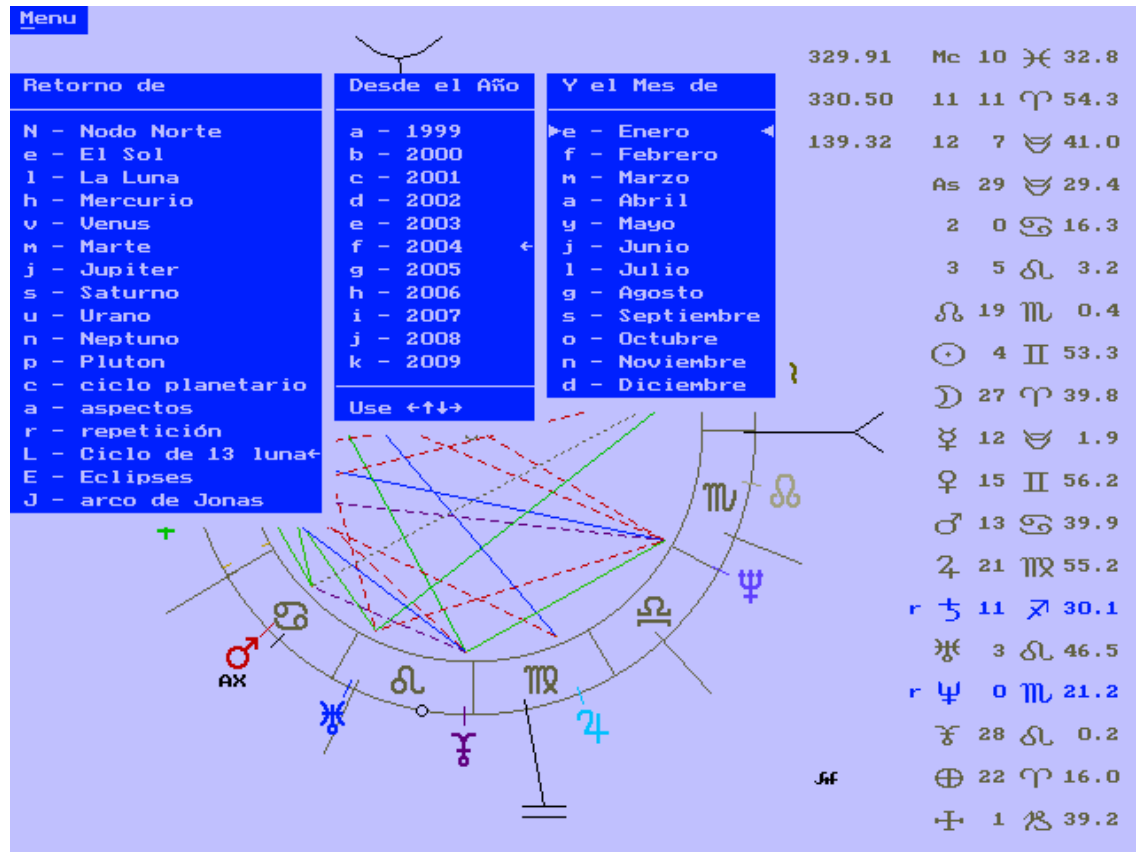 Menu
Retorno de
N - Nodo Norte
e - El Sol
l - La Luna
h - Mercurio
v - Venus
m - Marte
j - Jupiter
s - Saturno
u - Urano
n - Neptuno
p - Pluton
c - ciclo planetario
a - aspectos
r - repetición
L - Ciclo de 13 luna←
E - Eclipses
J - arco de Jonas
Desde el Año
a - 1999
b - 2000
c - 2001
d - 2002
e - 2003
f - 2004 ←
g - 2005
h - 2006
i - 2007
j - 2008
k - 2009
Use ←↑↓→
Y el Mes de
►e - Enero ◄
f - Febrero
m - Marzo
a - Abril
y - Mayo
j - Junio
l - Julio
g - Agosto
s - Septiembre
o - Octubre
n - Noviembre
d - Diciembre
329.91 Mc 10 ♓ 32.8
330.50 11 11 ♈ 54.3
139.32 12 7 ♉ 41.0
As 29 ♉ 29.4
2 0 ♋ 16.3
3 5 ♌ 3.2
☊ 19 ♏ 0.4
☉ 4 ♊ 53.3
☽ 27 ♈ 39.8
☿ 12 ♉ 1.9
♀ 15 ♊ 56.2
♂ 13 ♋ 39.9
♃ 21 ♍ 55.2
r ♄ 11 ♐ 30.1
♅ 3 ♌ 46.5
r ♆ 0 ♏ 21.2
28 ♌ 0.2
⊕ 22 ♈ 16.0
1 ♑ 39.2
AX